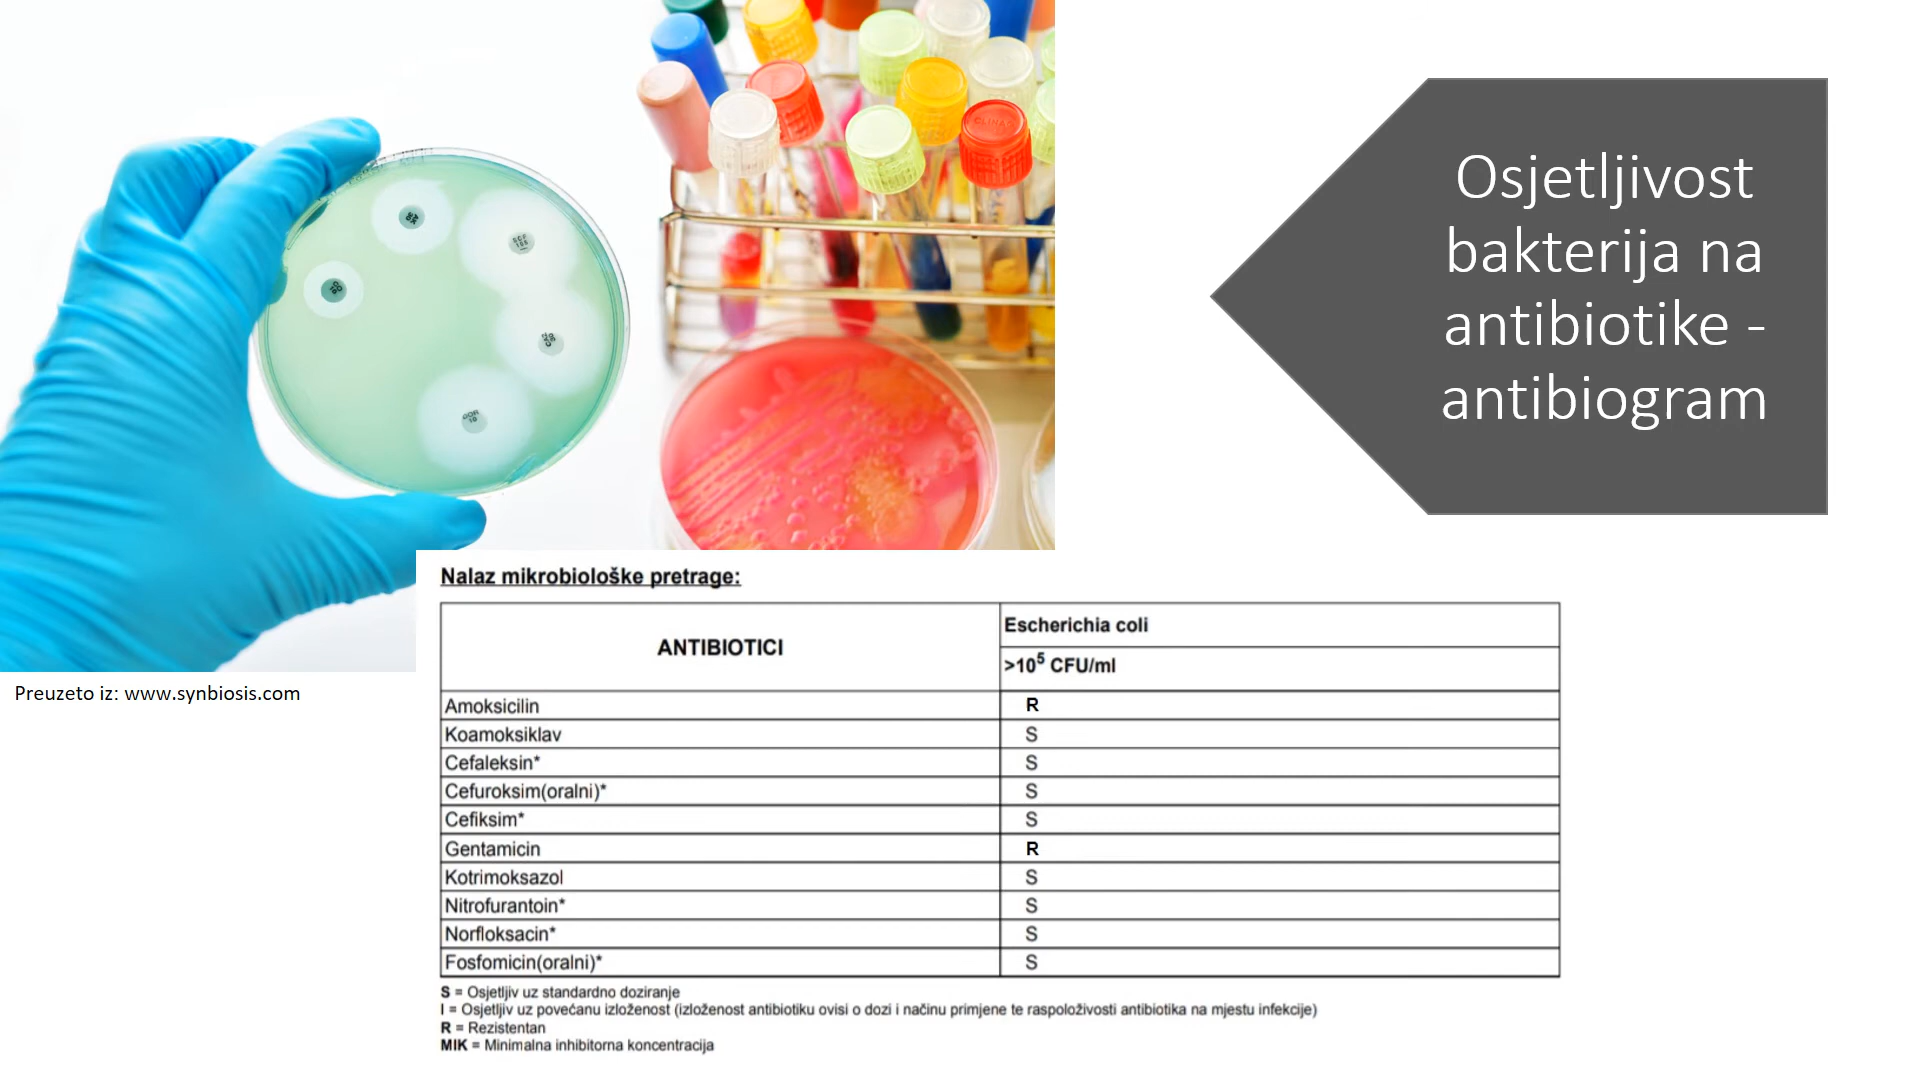 Osjetljivost
bakterija na
antibiotike -
antibiogram
Preuzeto iz: www.synbiosis.com
Nalaz mikrobiološke pretrage:
ANTIBIOTICI
Escherichia coli
>10⁵ CFU/ml
Amoksicilin R
Koamoksiklav S
Cefaleksin* S
Cefuroksim(oralni)* S
Cefiksim* S
Gentamicin R
Kotrimoksazol S
Nitrofurantoin* S
Norfloksacin* S
Fosfomicin(oralni)* S
S = Osjetljiv uz standardno doziranje
I = Osjetljiv uz povećanu izloženost (izloženost antibiotiku ovisi o dozi i načinu primjene te raspoloživosti antibiotika na mjestu infekcije)
R = Rezistentan
MIK = Minimalna inhibitorna koncentracija